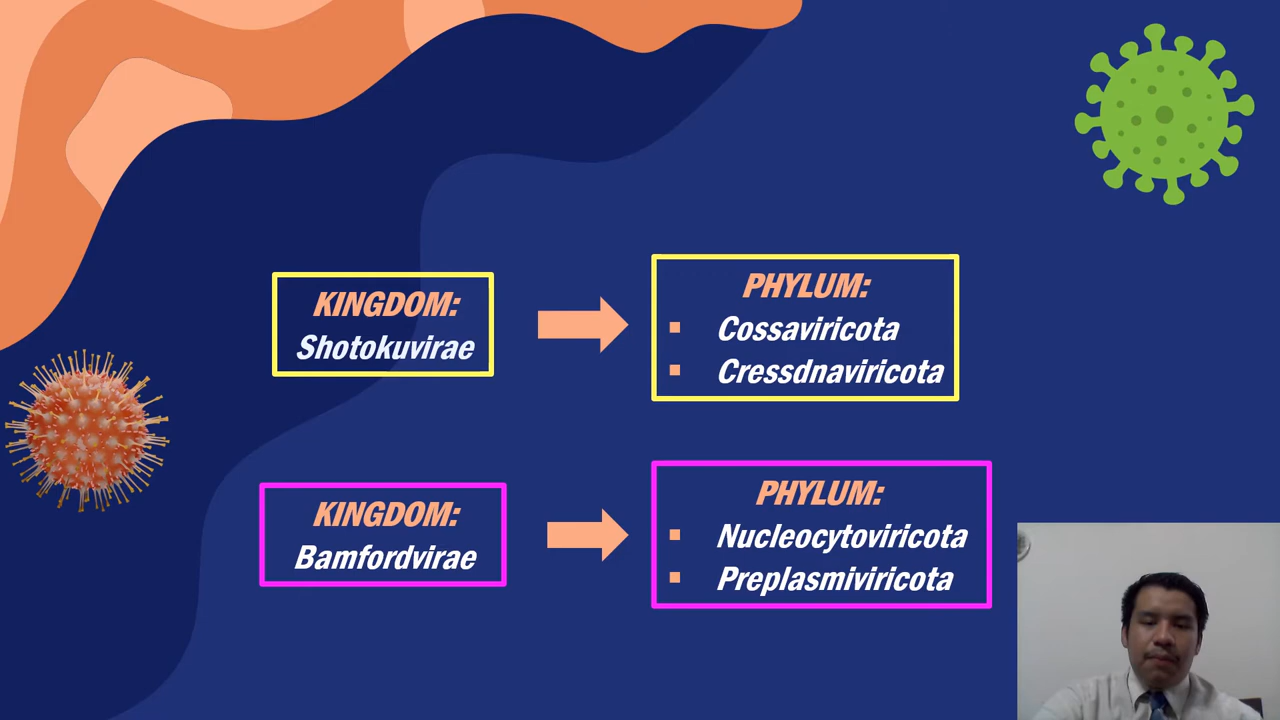 KINGDOM:
Shotokuvirae
PHYLUM:
Cossaviricota
Cressdnaviricota
KINGDOM:
Bamfordvirae
PHYLUM:
Nucleocytoviricota
Preplasmiviricota